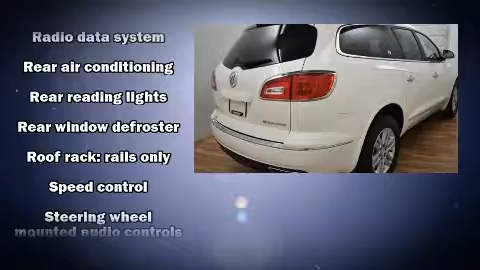 Radio data system
Rear air conditioning
Rear reading lights
Rear window defroster
Roof rack: rails only
Speed control
Steering wheel
mounted audio controls